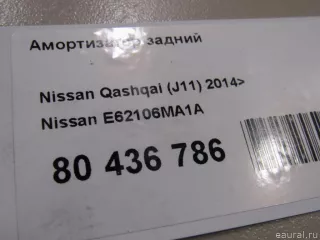 Амортизатор задний
Nissan Qashqai (J11) 2014>
Nissan E62106MA1A
80 436 786
eaural.ru